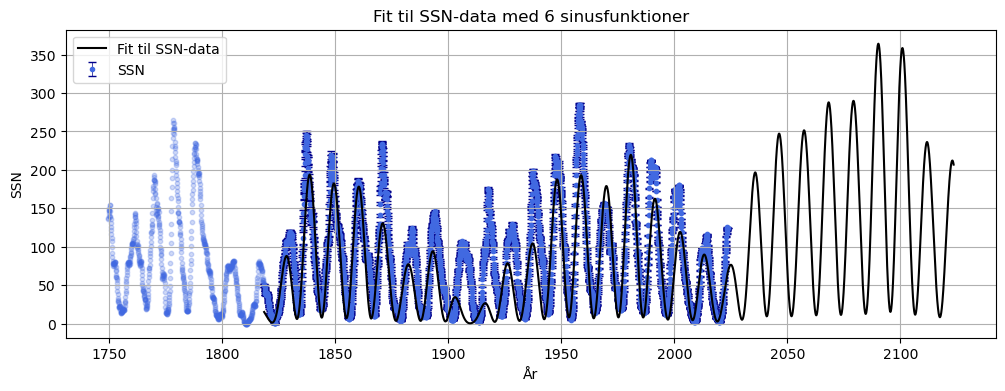 Fit til SSN-data med 6 sinusfunktioner
Fit til SSN-data
SSN
SSN
350
300
250
200
150
100
50
0
1750 1800 1850 1900 1950 2000 2050 2100
År